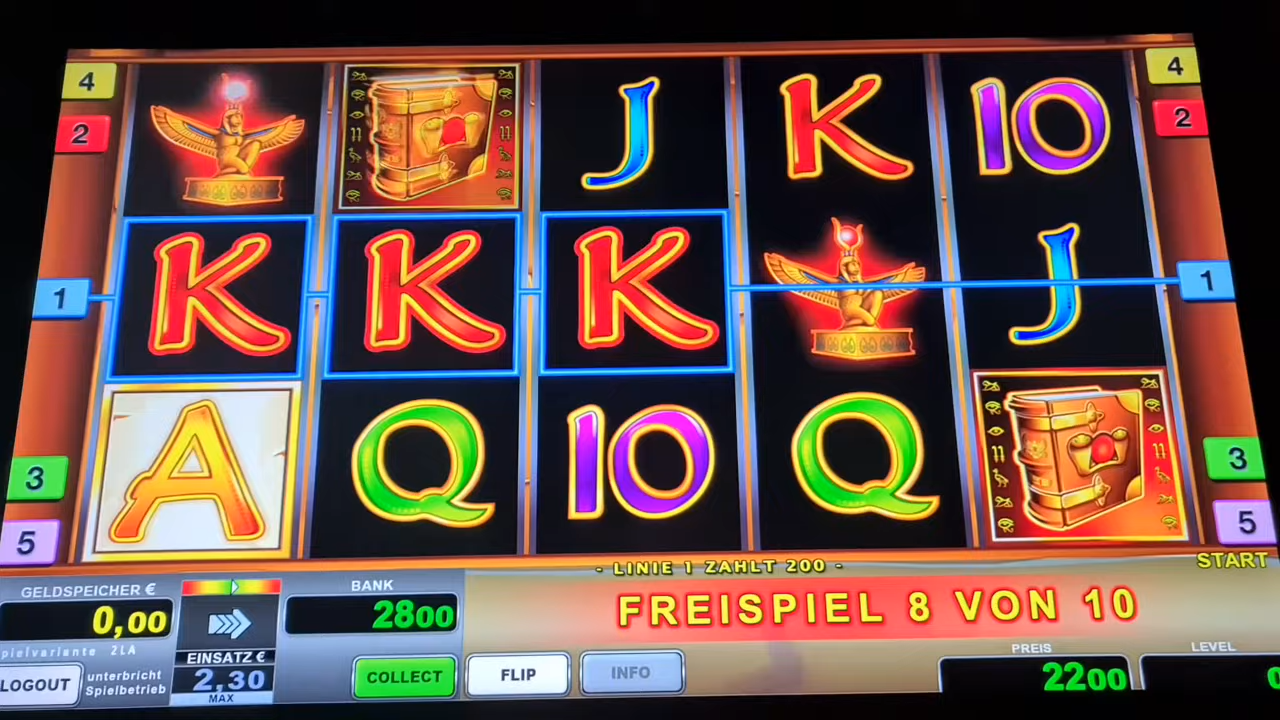 4 J K 10 4
2 2
1 K K K J 1
A Q 10 Q
3 3
5 5
- LINIE 1 ZAHLT 200 - START
GELDSPEICHER €
0,00
pielvariante 2LA
LOGOUT
unterbricht
Spielbetrieb
EINSATZ €
2,30
MAX
BANK
2800
FREISPIEL 8 VON 10
COLLECT FLIP INFO
PREIS
2200
LEVEL
0